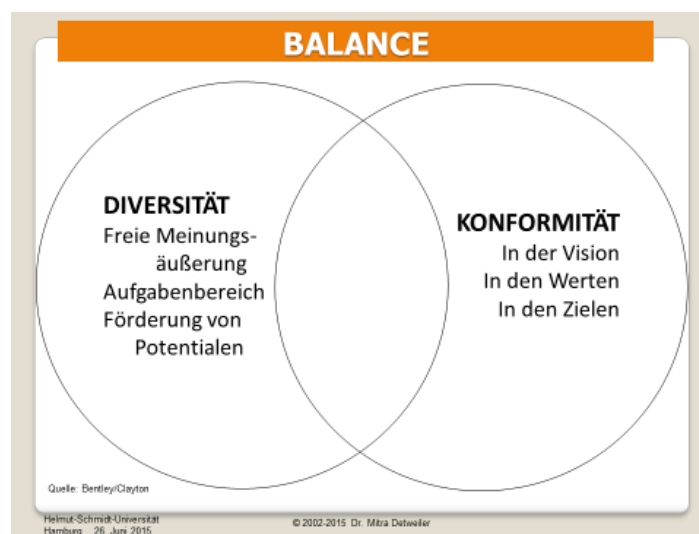 BALANCE
DIVERSITÄT
Freie Meinungs-
äußerung
Aufgabenbereich
Förderung von
Potentialen
KONFORMITÄT
In der Vision
In den Werten
In den Zielen
Quelle: Bentley/Clayton
Helmut-Schmidt-Universität
Hamburg, 26. Juni 2015
© 2002-2015 Dr. Mitra Detweiler